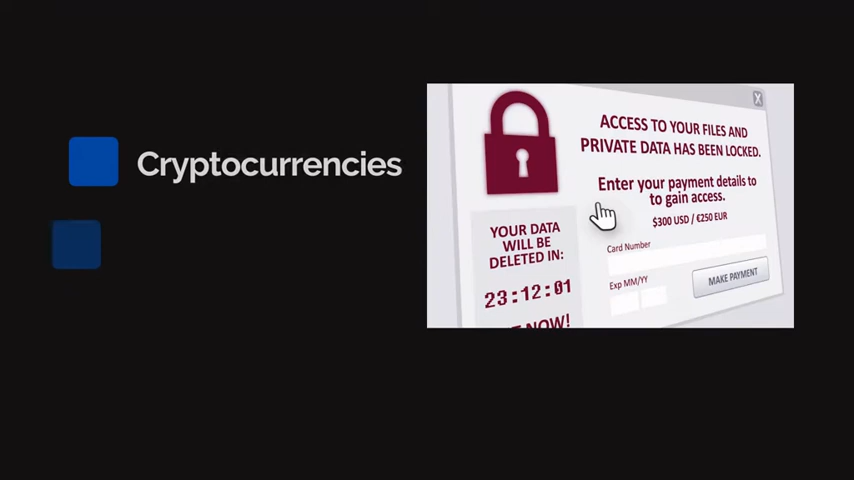 Cryptocurrencies
ACCESS TO YOUR FILES AND
PRIVATE DATA HAS BEEN LOCKED.
Enter your payment details to
to gain access.
$300 USD / €250 EUR
Card Number
Exp MM/YY
MAKE PAYMENT
YOUR DATA
WILL BE
DELETED IN:
23:12:01
NOW!